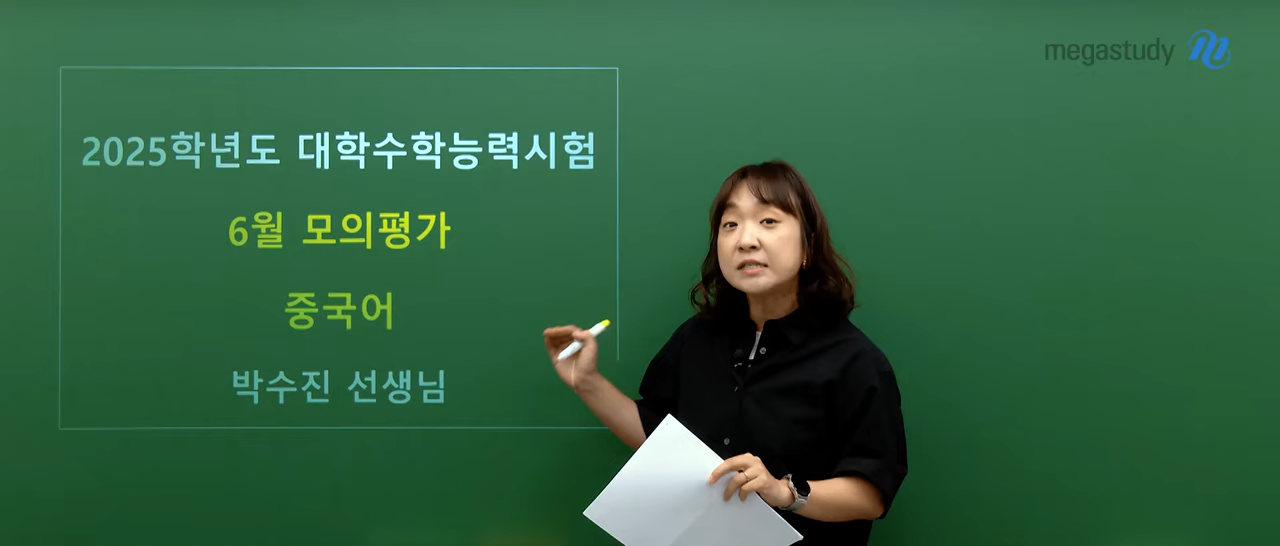 megastudy
2025학년도 대학수학능력시험
6월 모의평가
중국어
박수진 선생님